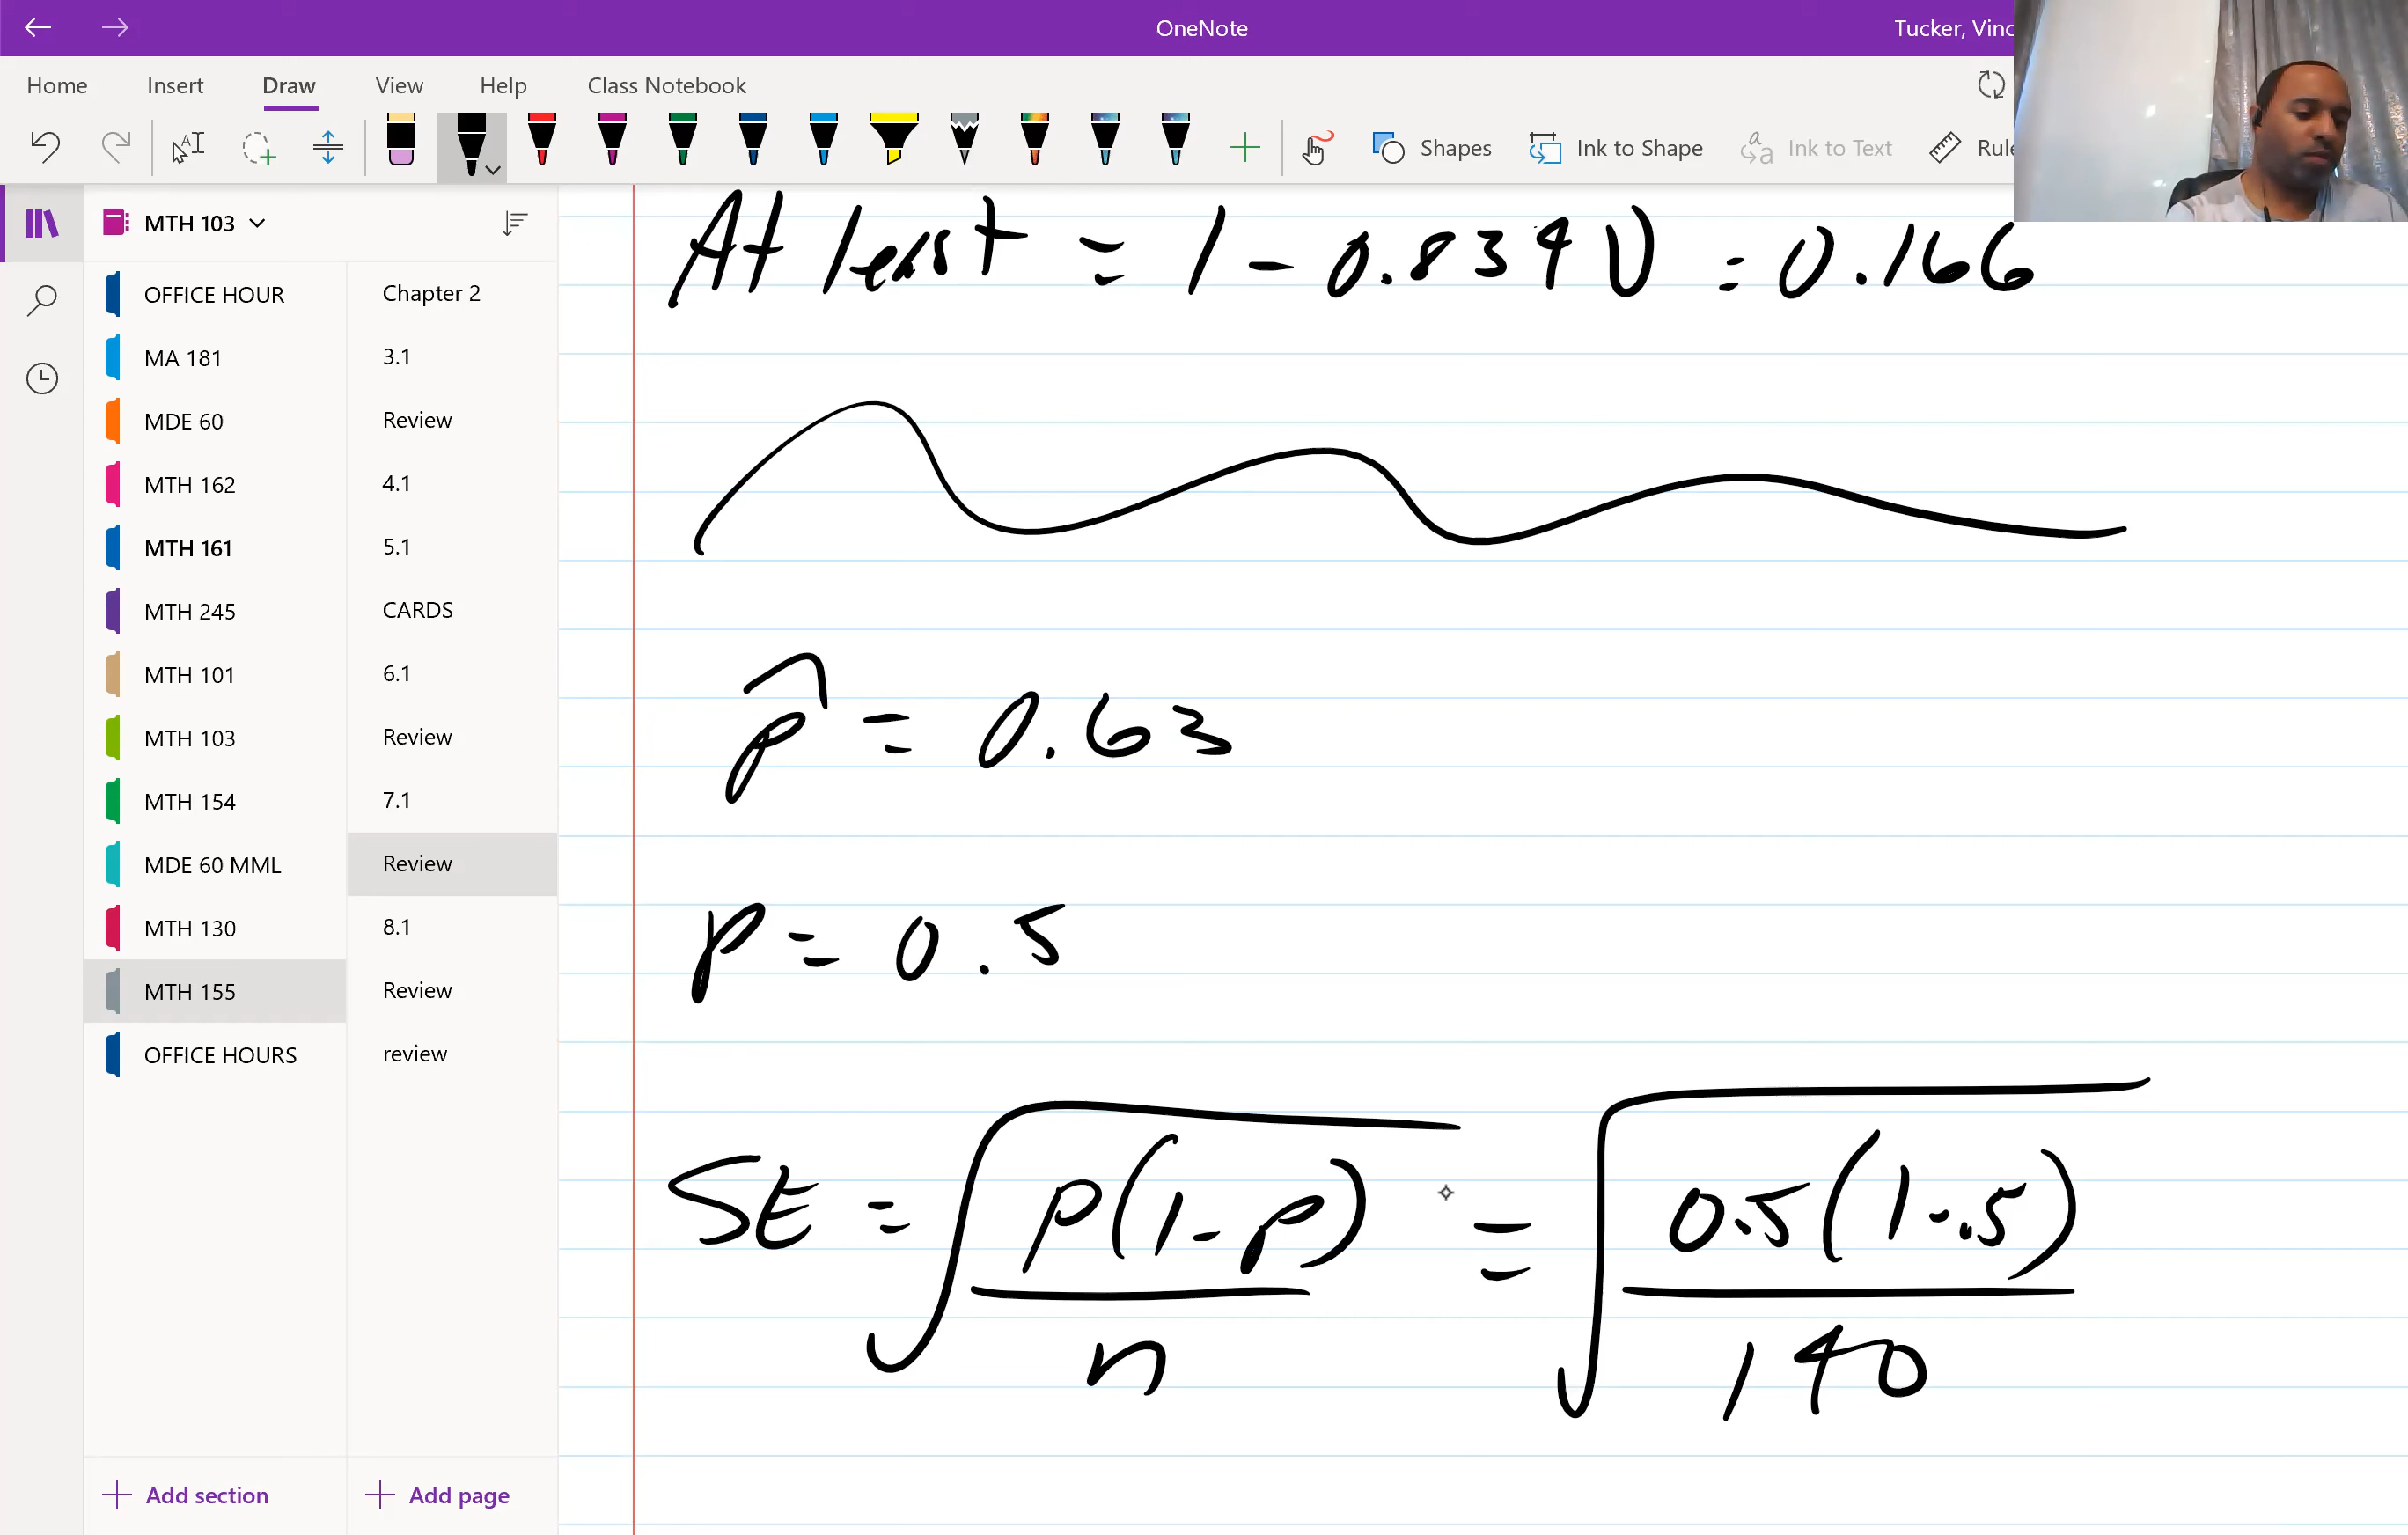 OneNote
Tucker, Vinc
Home Insert Draw View Help Class Notebook
Shapes Ink to Shape Ink to Text Rule
MTH 103
OFFICE HOUR
MA 181
MDE 60
MTH 162
MTH 161
MTH 245
MTH 101
MTH 103
MTH 154
MDE 60 MML
MTH 130
MTH 155
OFFICE HOURS
Add section
Chapter 2
3.1
Review
4.1
5.1
CARDS
6.1
Review
7.1
Review
8.1
Review
review
Add page
At least = 1 - 0.8340 = 0.166
p̂ = 0.63
p = 0.5
SE = √(p(1-p)/n) = √(0.5(1-.5)/140)